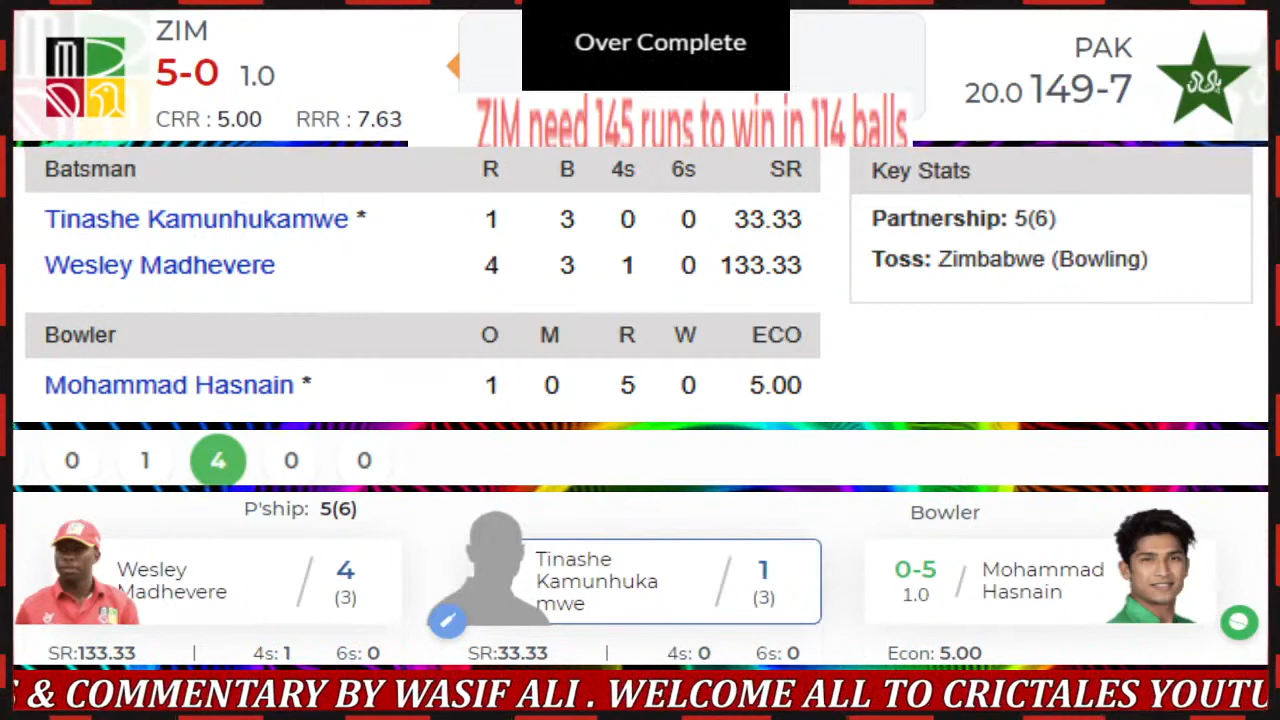 ZIM
5-0 1.0
CRR : 5.00 RRR : 7.63
Over Complete
ZIM need 145 runs to win in 114 balls
PAK
20.0 149-7
Batsman R B 4s 6s SR
Tinashe Kamunhukamwe * 1 3 0 0 33.33
Wesley Madhevere 4 3 1 0 133.33
Key Stats
Partnership: 5(6)
Toss: Zimbabwe (Bowling)
Bowler O M R W ECO
Mohammad Hasnain * 1 0 5 0 5.00
0 1 4 0 0
P'ship: 5(6)
Wesley
Madhevere
4
(3)
SR:133.33 | 4s: 1 6s: 0
Tinashe
Kamunhuka
mwe
1
(3)
SR:33.33 | 4s: 0 6s: 0
Bowler
0-5
1.0
Mohammad
Hasnain
Econ: 5.00
& COMMENTARY BY WASIF ALI . WELCOME ALL TO CRICTALES YOUTU